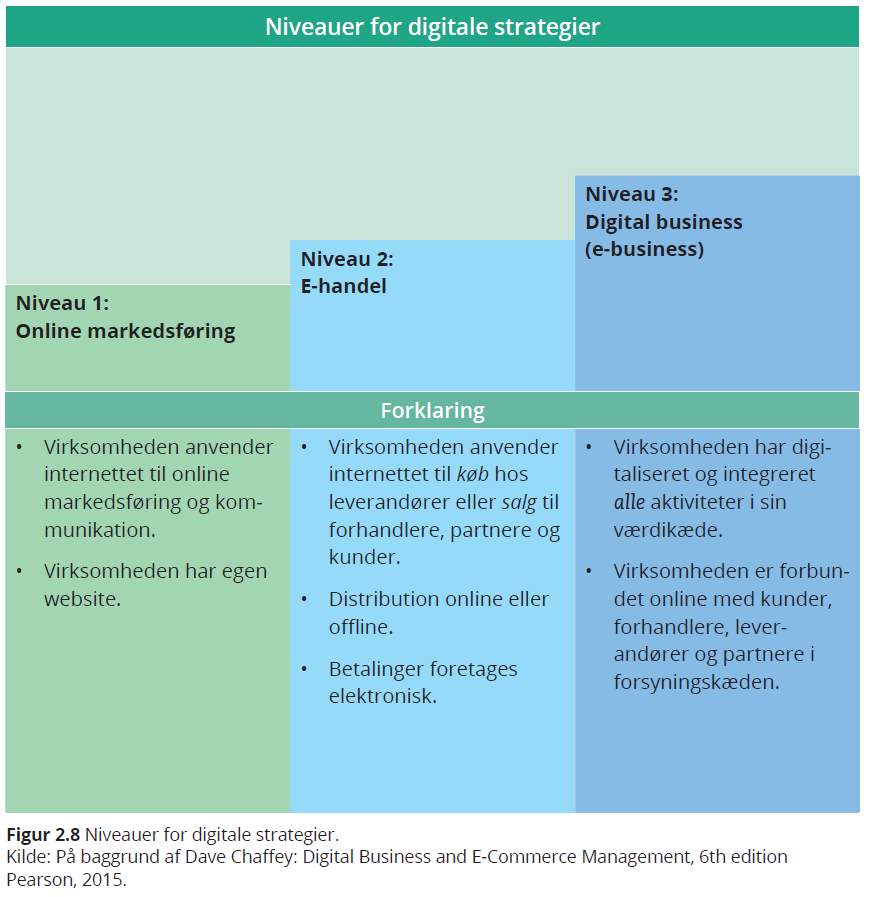 Niveauer for digitale strategier
Niveau 1:
Online markedsføring
Niveau 2:
E-handel
Niveau 3:
Digital business
(e-business)
Forklaring
• Virksomheden anvender
internettet til online
markedsføring og kom-
munikation.
• Virksomheden har egen
website.
• Virksomheden anvender
internettet til køb hos
leverandører eller salg til
forhandlere, partnere og
kunder.
• Distribution online eller
offline.
• Betalinger foretages
elektronisk.
• Virksomheden har digi-
taliseret og integreret
alle aktiviteter i sin
værdikæde.
• Virksomheden er forbun-
det online med kunder,
forhandlere, lever-
andører og partnere i
forsyningskæden.
Figur 2.8 Niveauer for digitale strategier.
Kilde: På baggrund af Dave Chaffey: Digital Business and E-Commerce Management, 6th edition
Pearson, 2015.